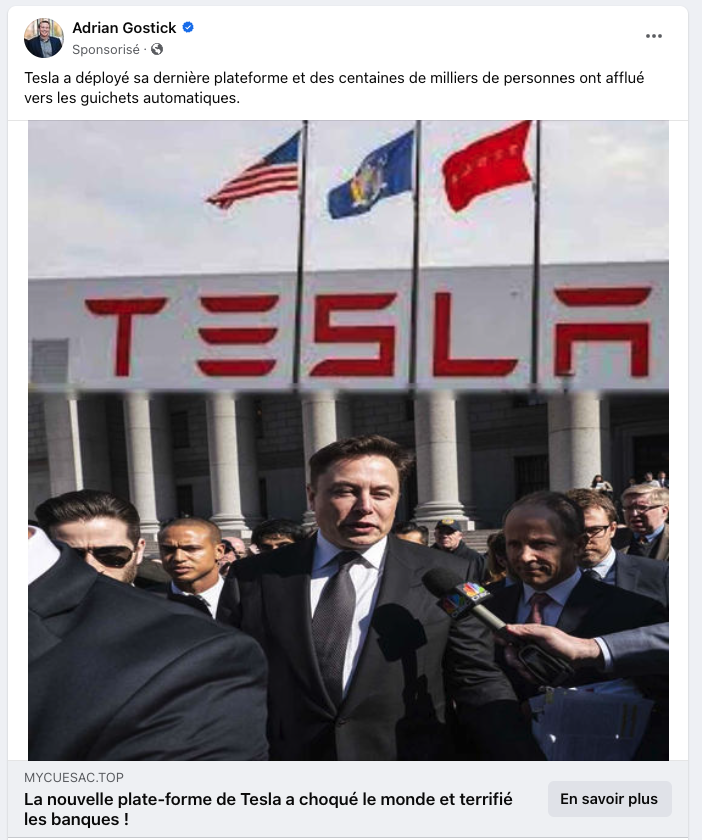 Adrian Gostick
Sponsorisé ·
Tesla a déployé sa dernière plateforme et des centaines de milliers de personnes ont afflué
vers les guichets automatiques.
TESLA
MYCUESAC.TOP
La nouvelle plate-forme de Tesla a choqué le monde et terrifié
les banques !
En savoir plus